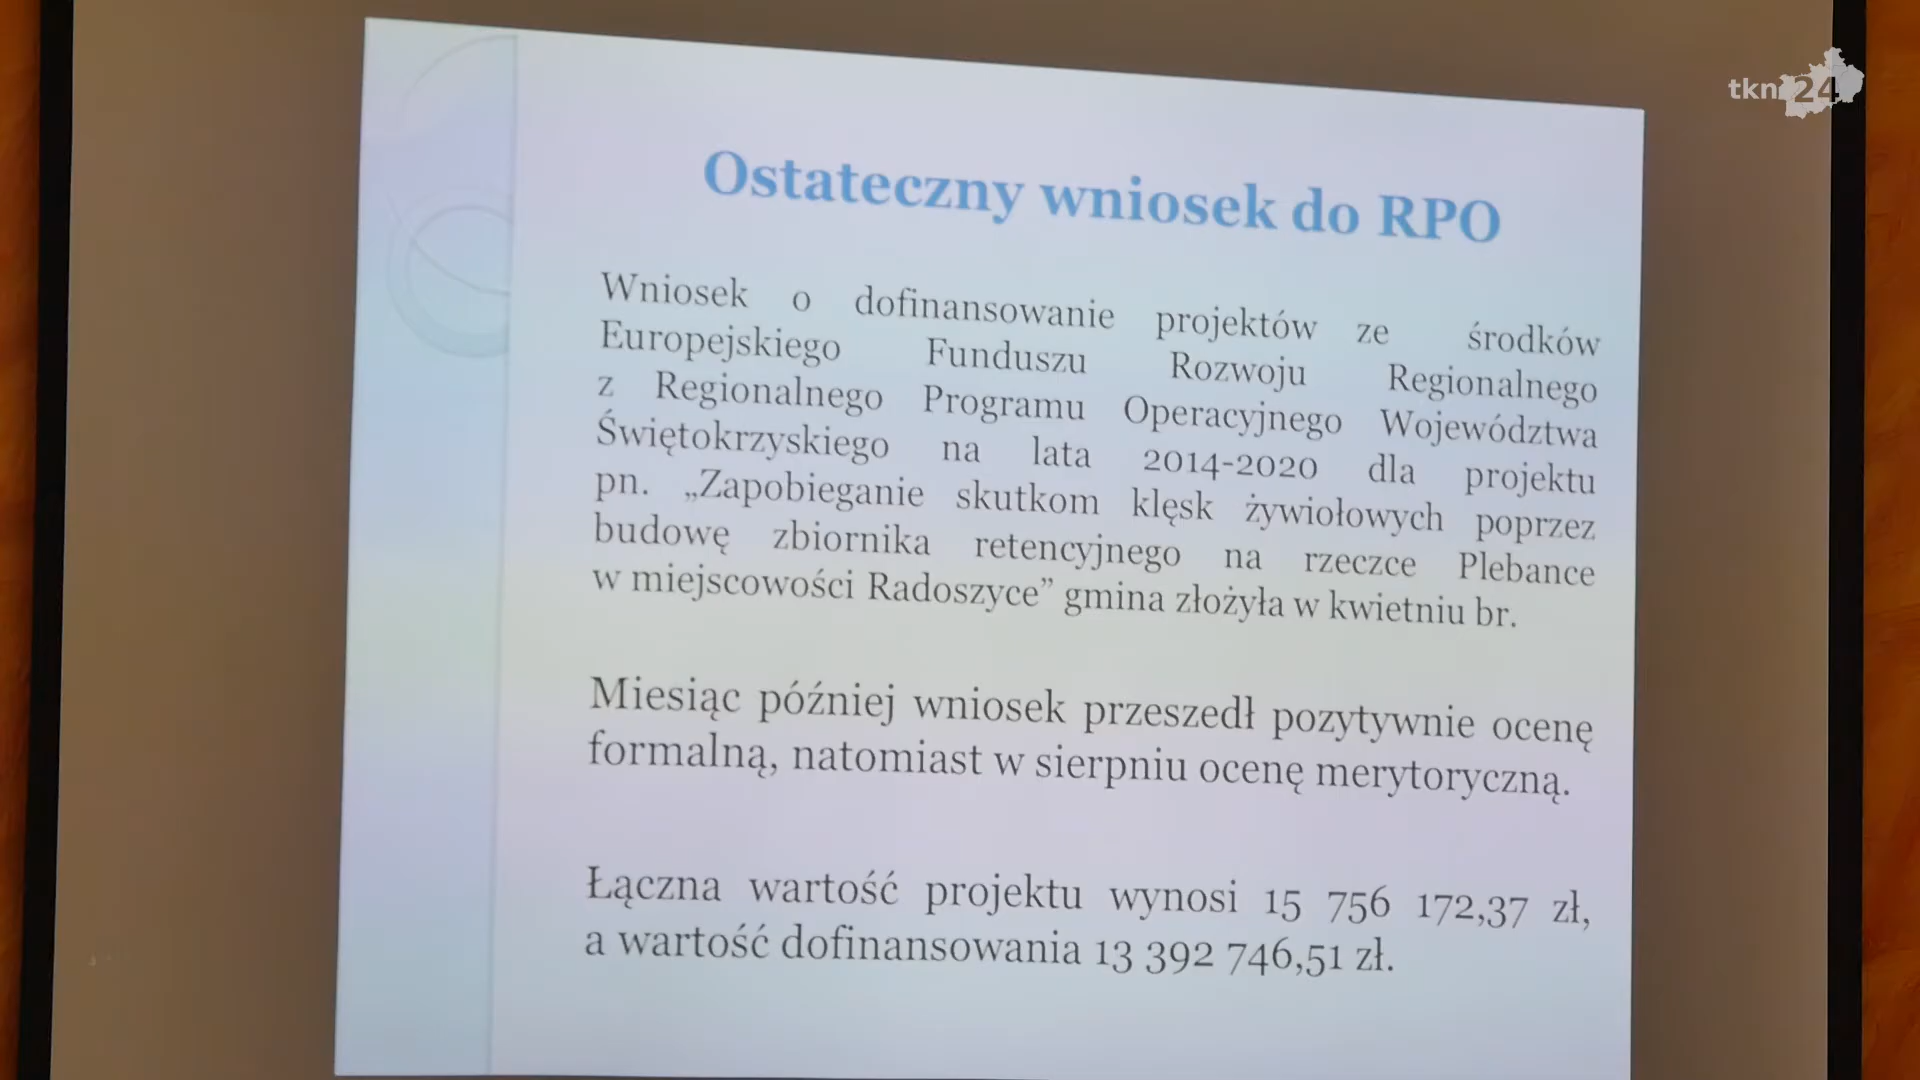 tkn24
Ostateczny wniosek do RPO
Wniosek o dofinansowanie projektów ze środków
Europejskiego Funduszu Rozwoju Regionalnego
z Regionalnego Programu Operacyjnego Województwa
Świętokrzyskiego na lata 2014-2020 dla projektu
pn. „Zapobieganie skutkom klęsk żywiołowych poprzez
budowę zbiornika retencyjnego na rzeczce Plebance
w miejscowości Radoszyce” gmina złożyła w kwietniu br.
Miesiąc później wniosek przeszedł pozytywnie ocenę
formalną, natomiast w sierpniu ocenę merytoryczną.
Łączna wartość projektu wynosi 15 756 172,37 zł,
a wartość dofinansowania 13 392 746,51 zł.